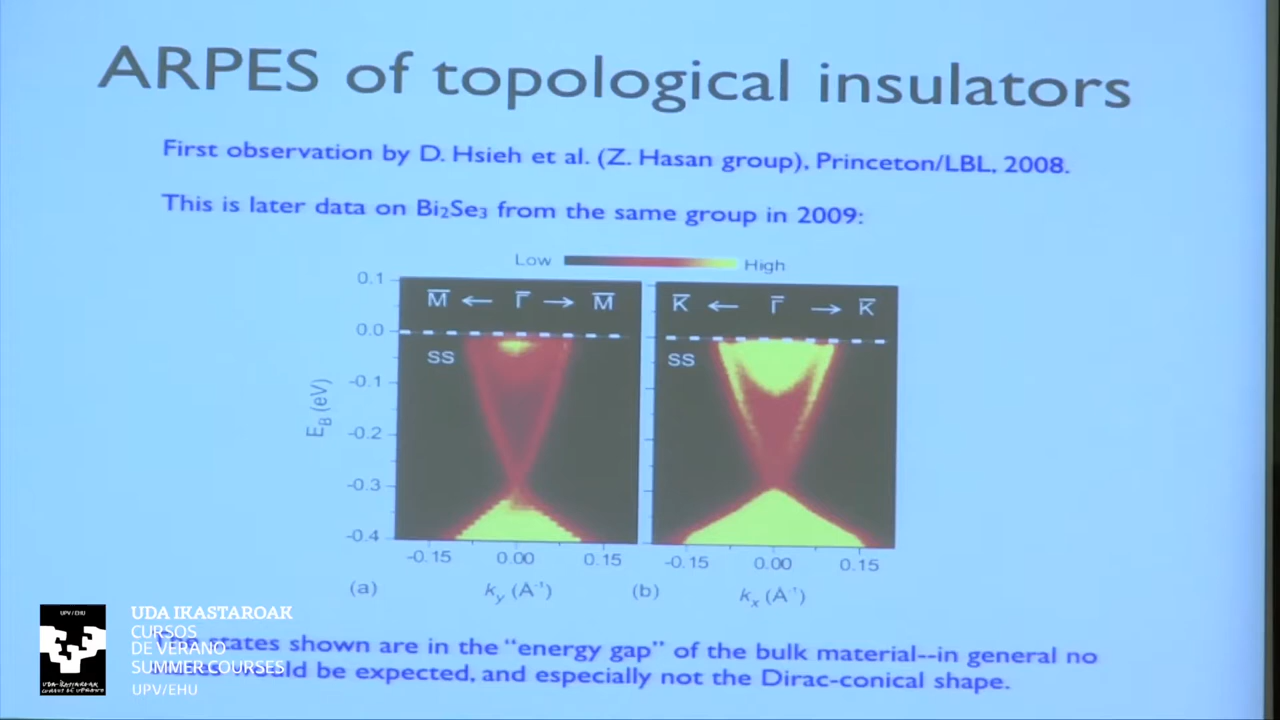 ARPES of topological insulators
First observation by D. Hsieh et al. (Z. Hasan group), Princeton/LBL, 2008.
This is later data on Bi₂Se₃ from the same group in 2009:
Low High
0.1
0.0
-0.1
-0.2
-0.3
-0.4
E_B (eV)
M̅ ← Γ̅ → M̅
SS
K̅ ← Γ̅ → K̅
SS
-0.15 0.00 0.15
-0.15 0.00 0.15
(a) k_y (Å⁻¹) (b) k_x (Å⁻¹)
states shown are in the “energy gap” of the bulk material--in general no
would be expected, and especially not the Dirac-conical shape.
UPV / EHU
UDA IKASTAROAK
CURSOS
DE VERANO
SUMMER COURSES
UPV/EHU